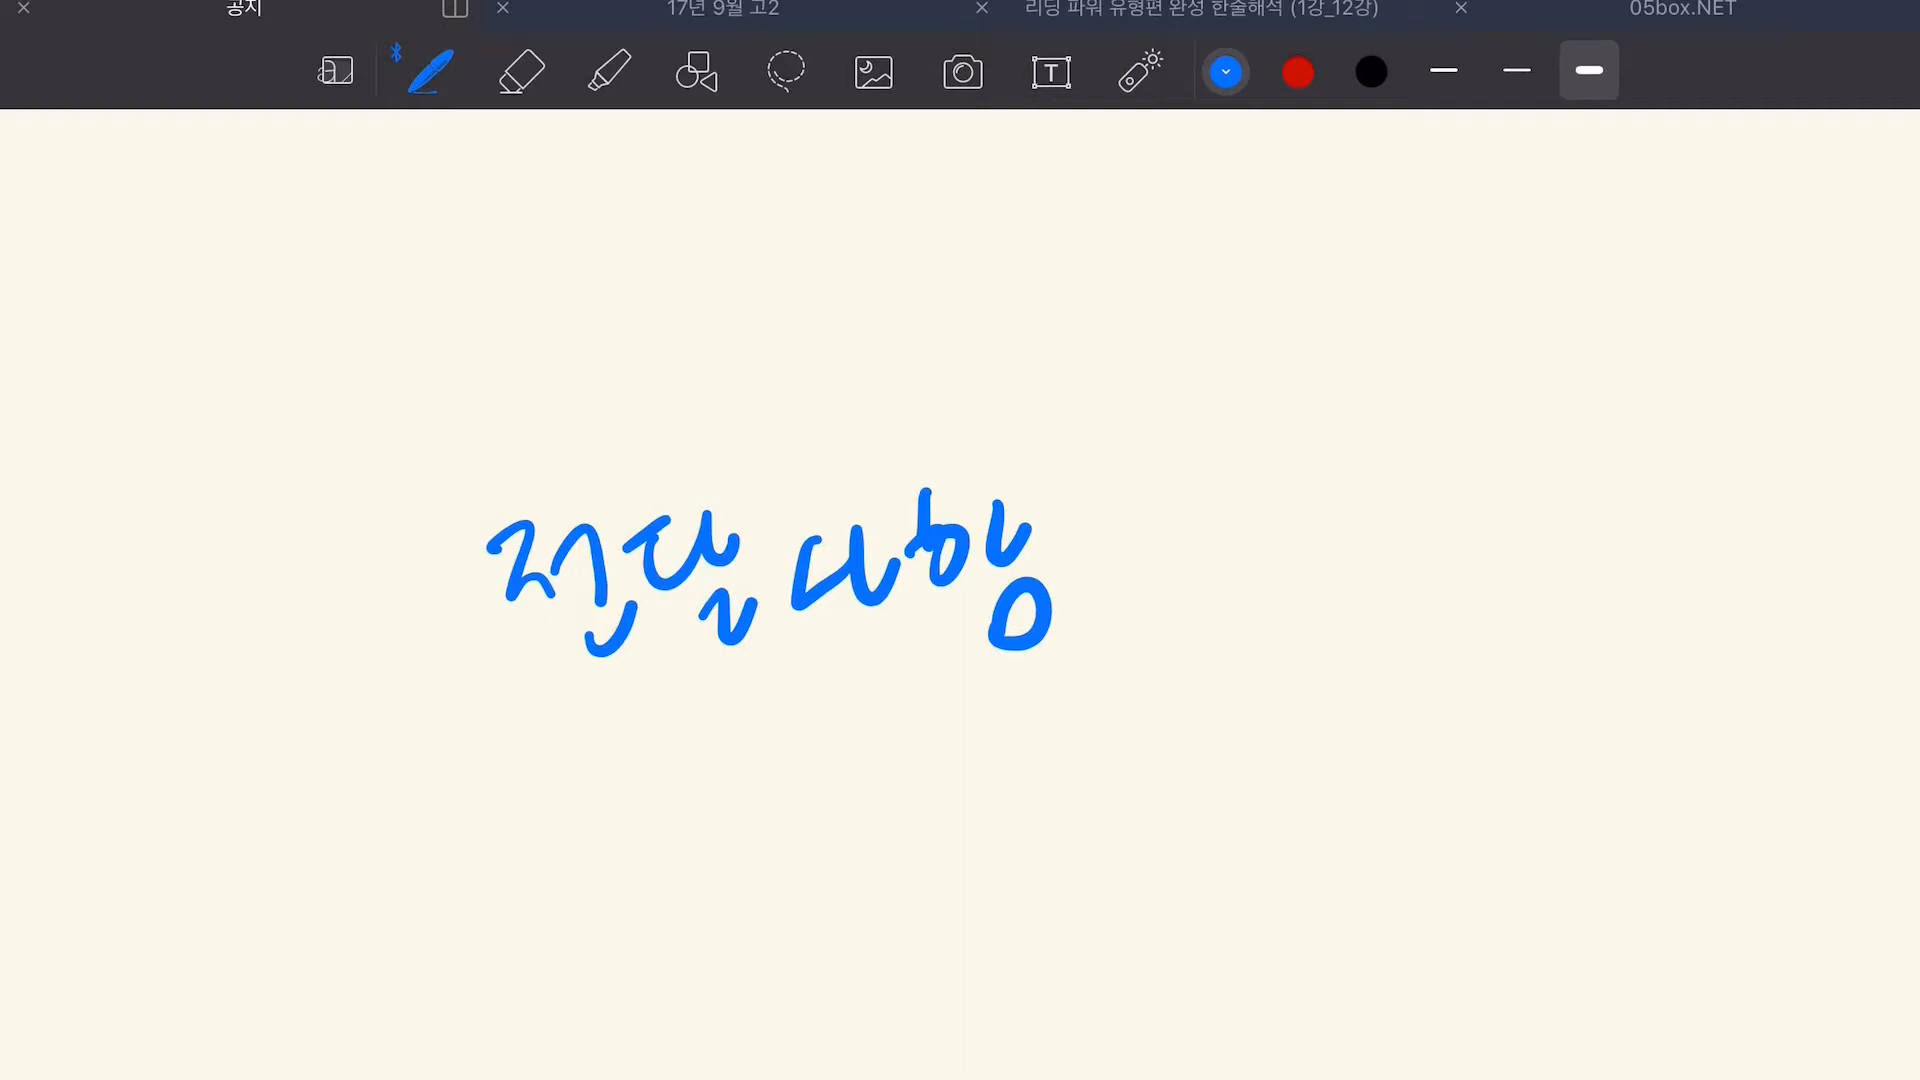 공지
17년 9월 고2
리딩 파워 유형편 완성 한술해석 (1강_12강)
05box.NET
전달사항